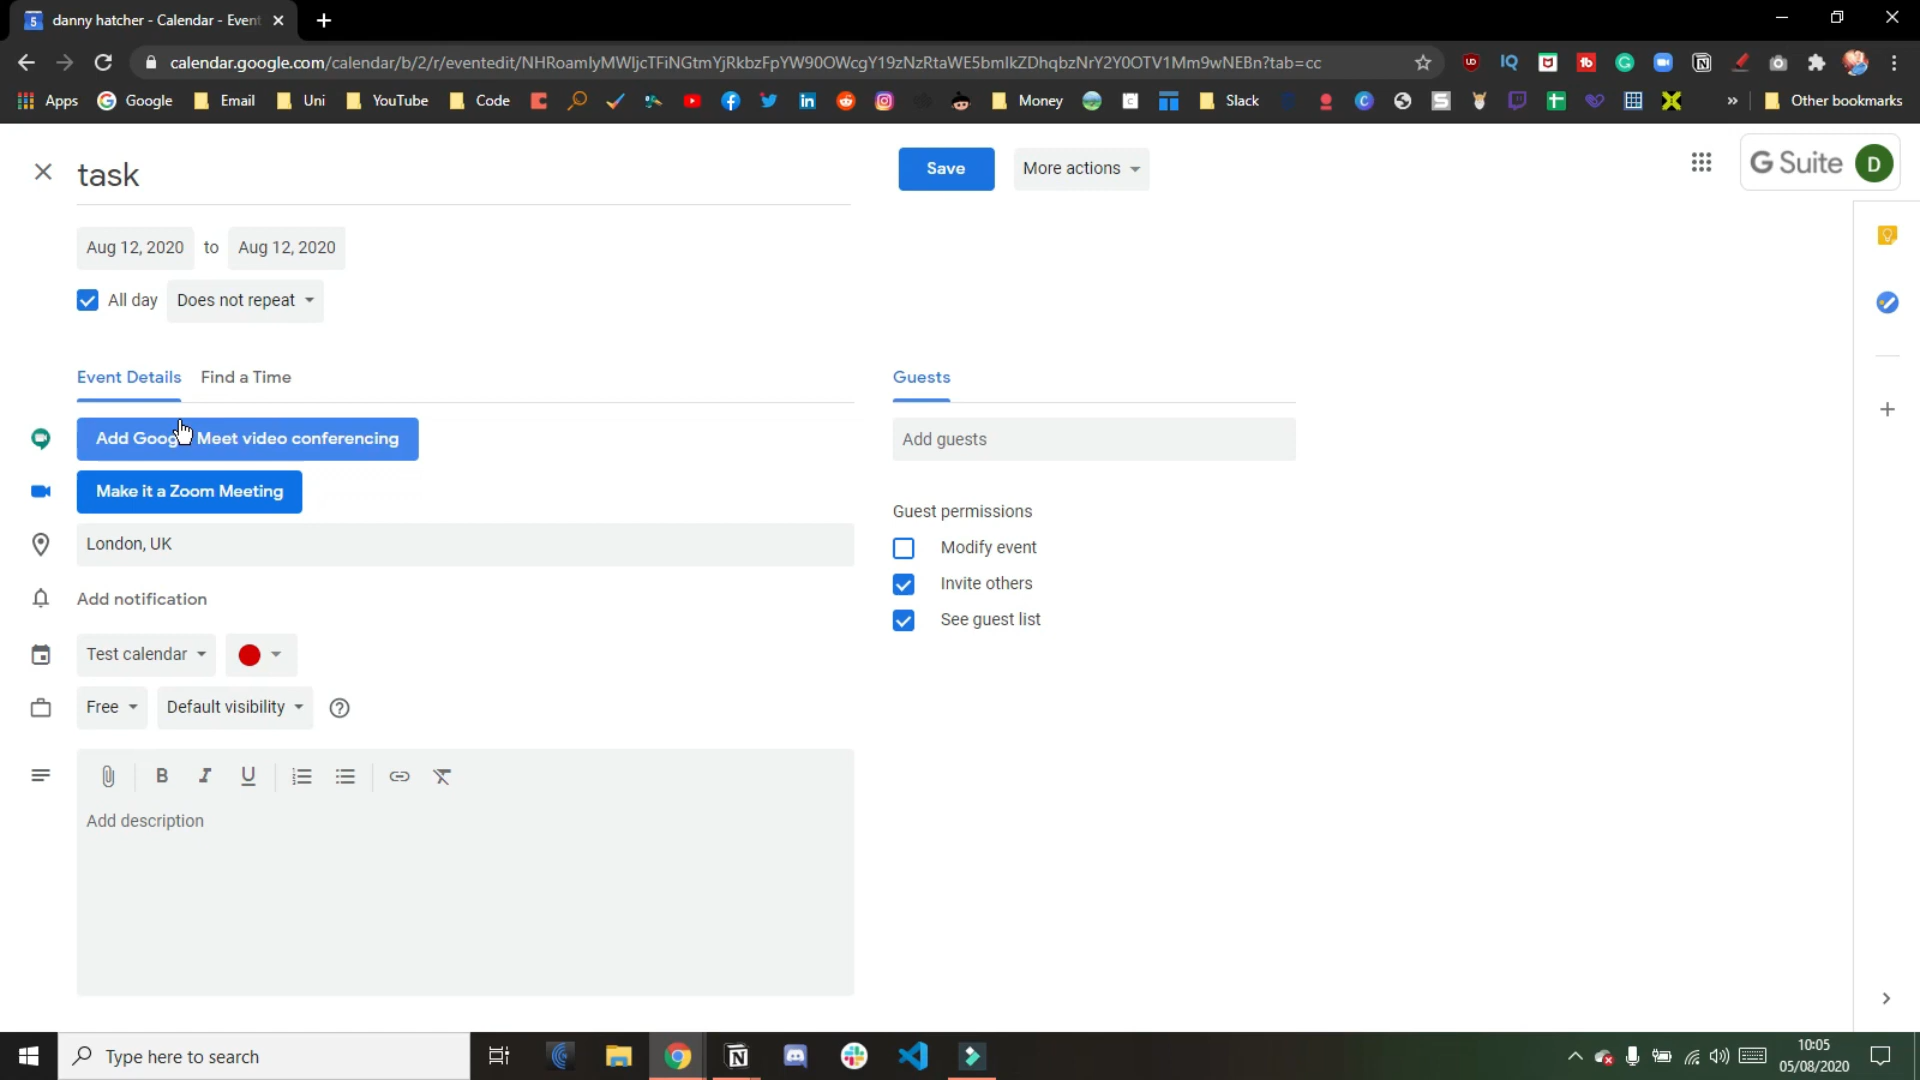 danny hatcher - Calendar - Event
calendar.google.com/calendar/b/2/r/eventedit/NHRoamIyMWljcTFiNGtmYjRkbzFpYW90OWcgY19zNzRtaWE5bmlkZDhqbzNrY2Y0OTV1Mm9wNEBn?tab=cc
Apps Google Email Uni YouTube Code Money Slack » Other bookmarks
task
Save More actions
G Suite D
Aug 12, 2020 to Aug 12, 2020
All day Does not repeat
Event Details Find a Time
Guests
Add Goog Meet video conferencing
Add guests
Make it a Zoom Meeting
Guest permissions
London, UK
Modify event
Invite others
Add notification
See guest list
Test calendar
Free Default visibility
B I U
Add description
Type here to search
10:05
05/08/2020